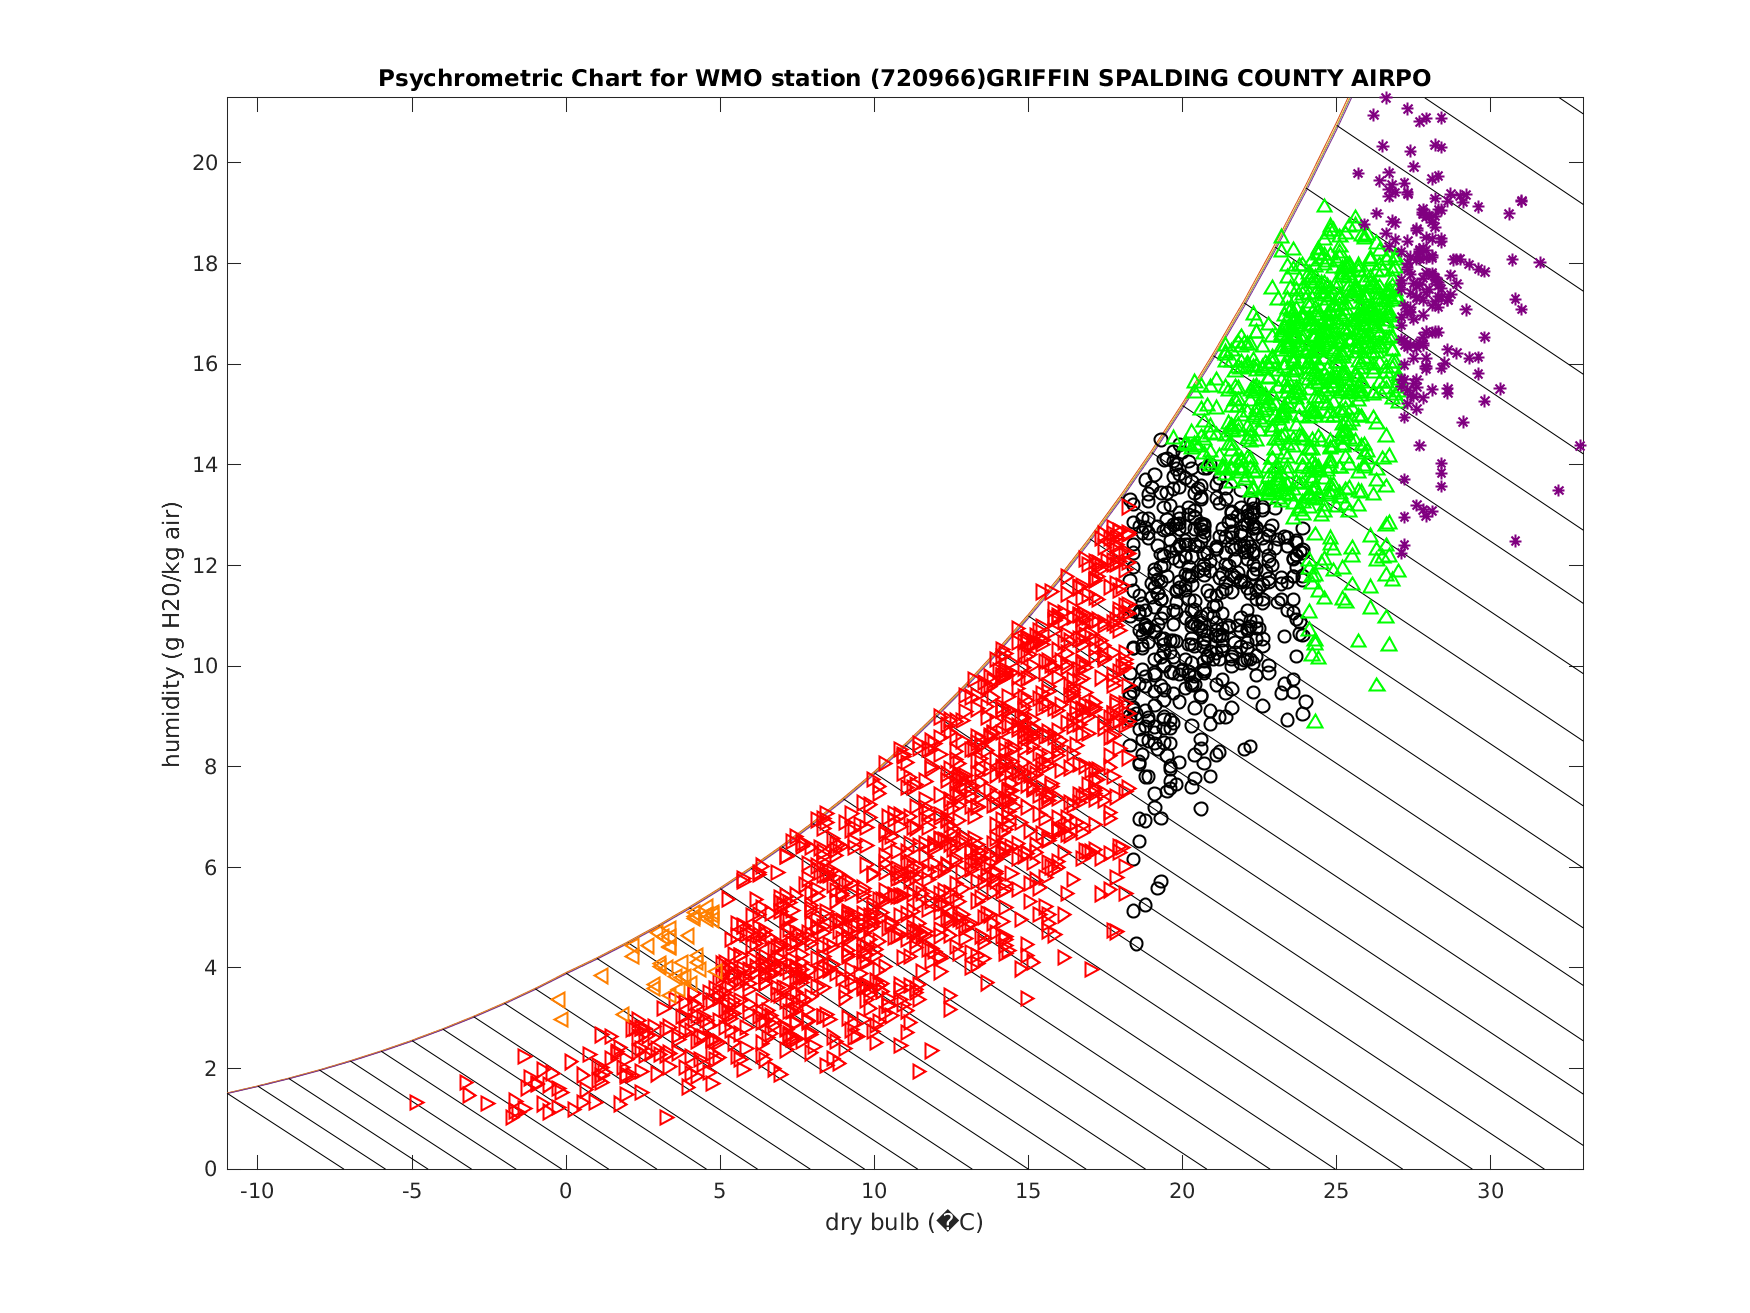 Psychrometric Chart for WMO station (720966)GRIFFIN SPALDING COUNTY AIRPO
humidity (g H20/kg air)
20
18
16
14
12
10
8
6
4
2
0
-10 -5 0 5 10 15 20 25 30
dry bulb (�C)